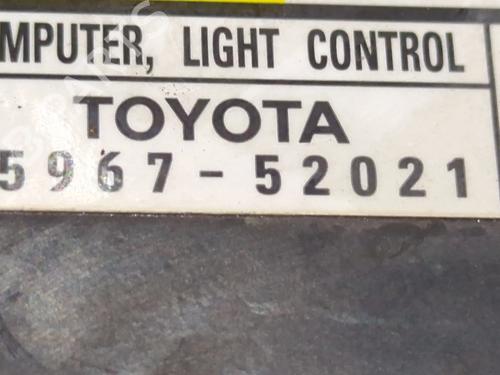 MPUTER, LIGHT CONTROL
TOYOTA
5967-52021